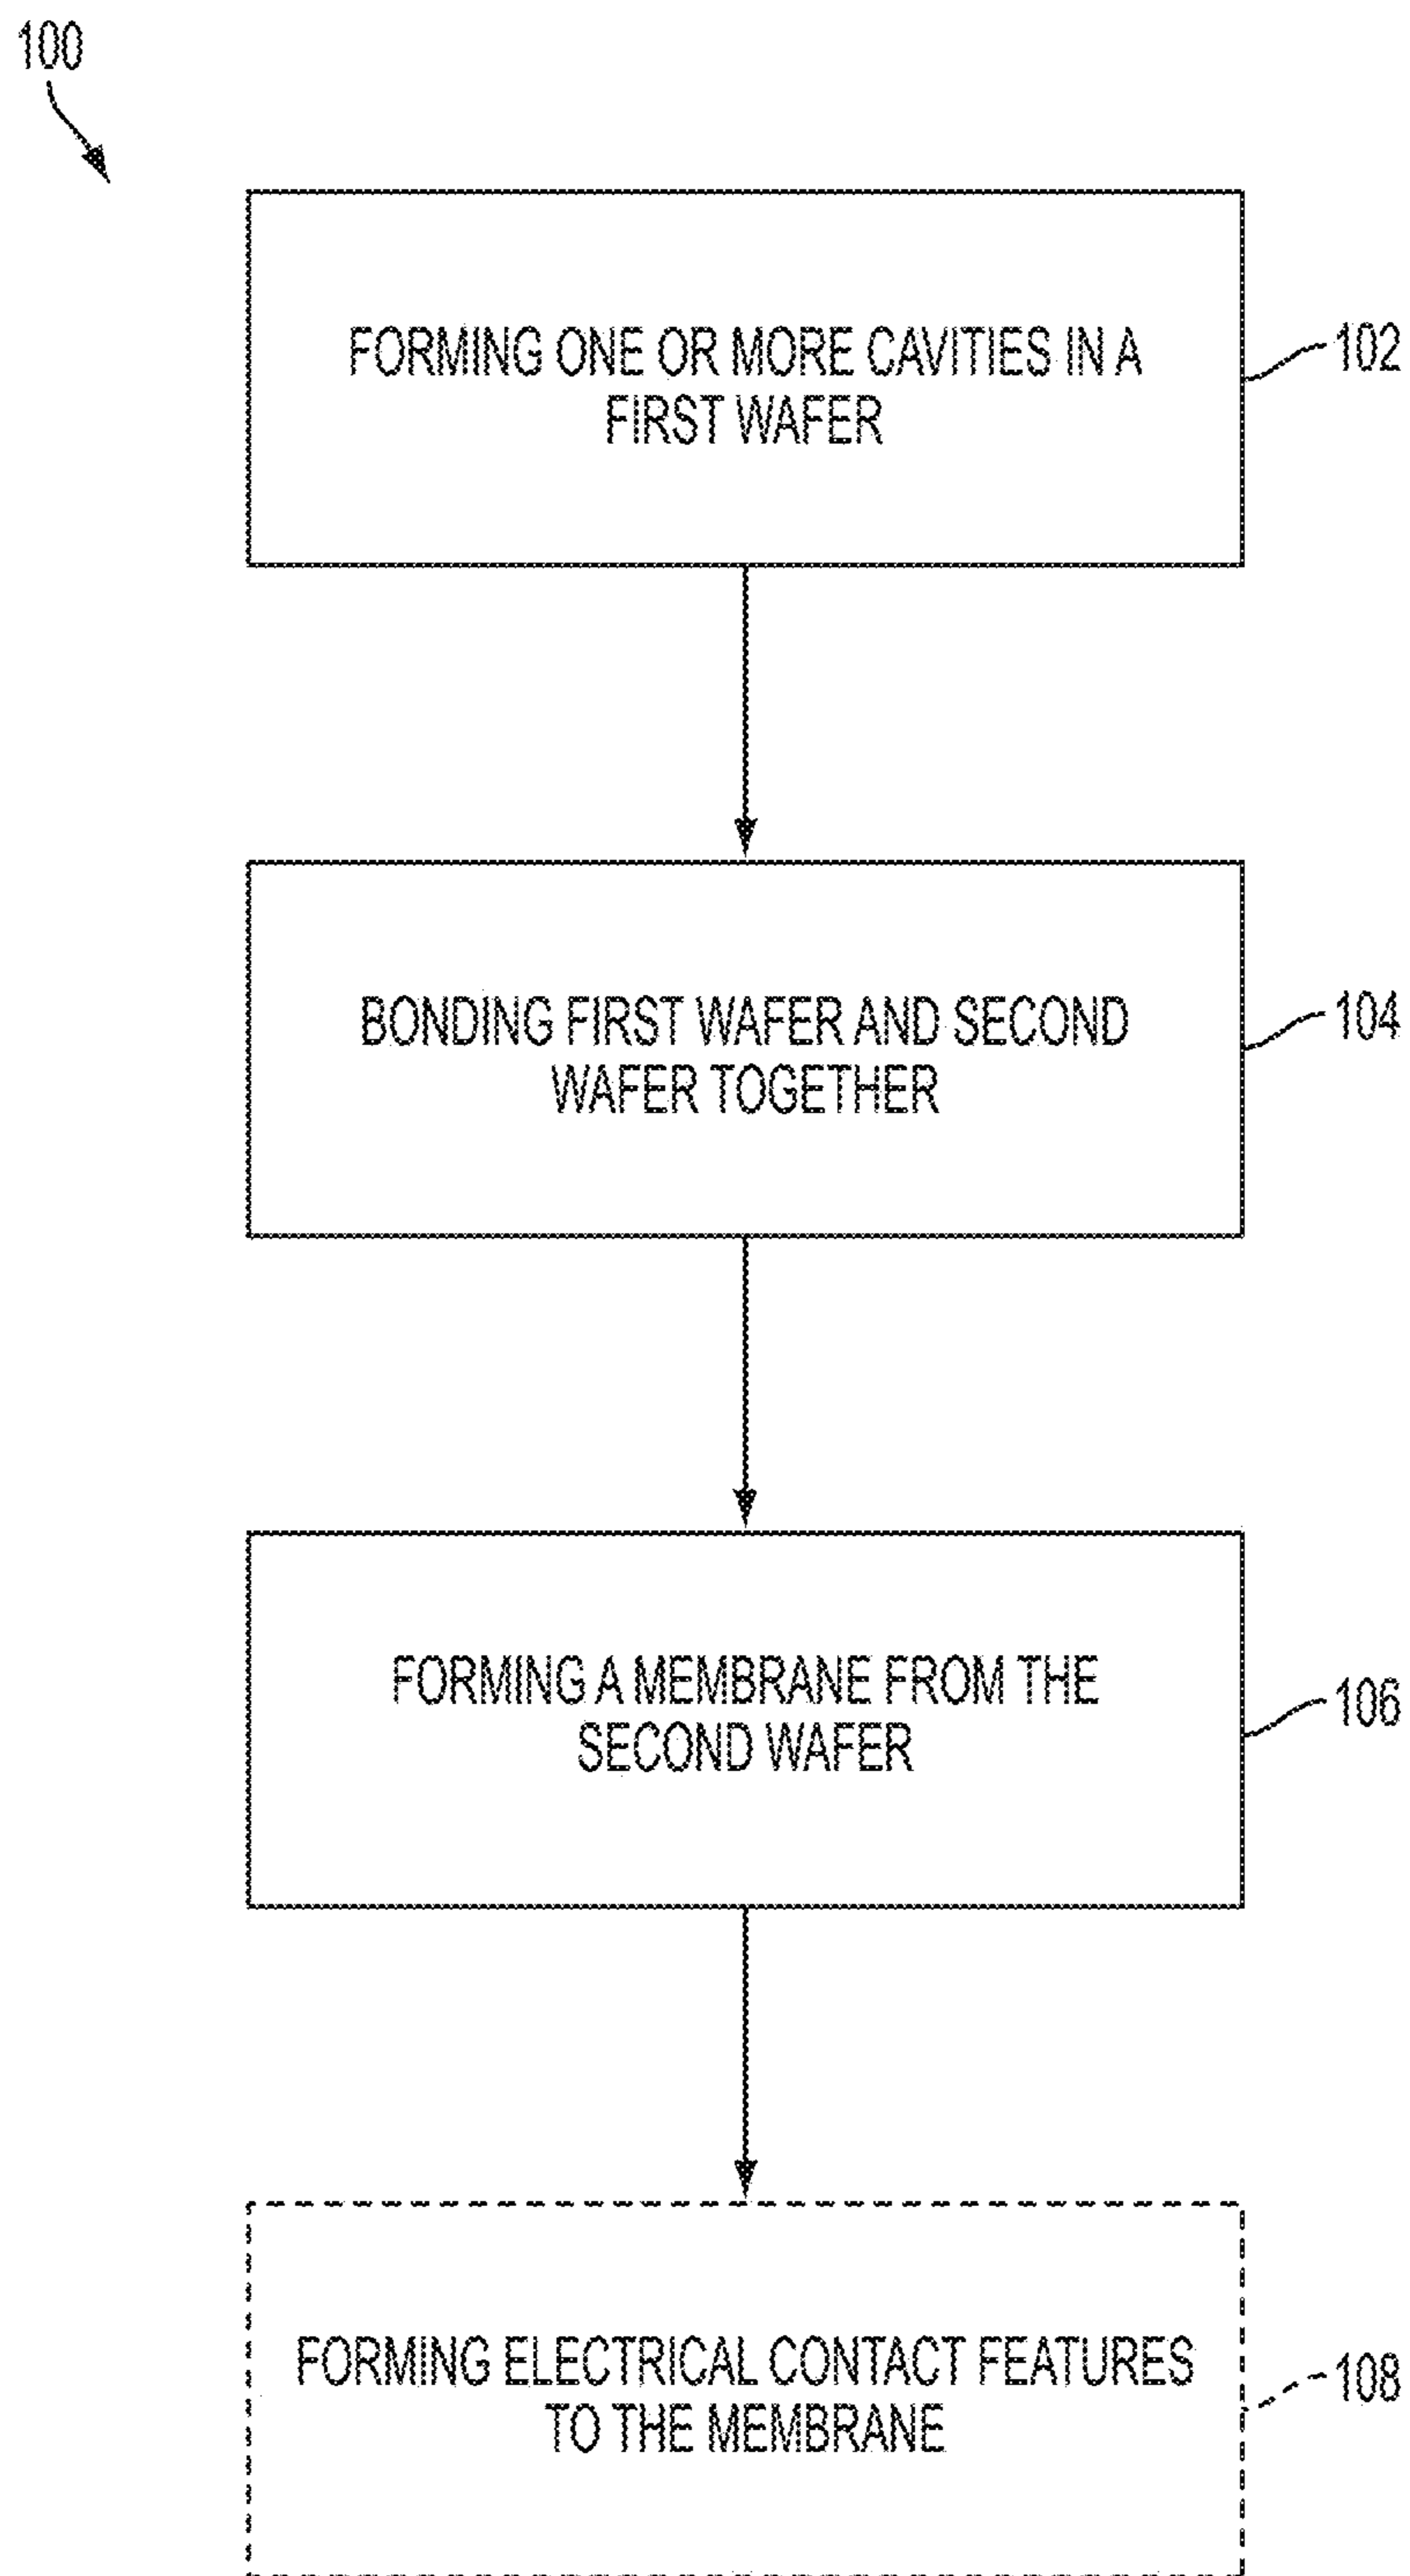 100
FORMING ONE OR MORE CAVITIES IN A
FIRST WAFER
102
BONDING FIRST WAFER AND SECOND
WAFER TOGETHER
104
FORMING A MEMBRANE FROM THE
SECOND WAFER
106
FORMING ELECTRICAL CONTACT FEATURES
TO THE MEMBRANE
108